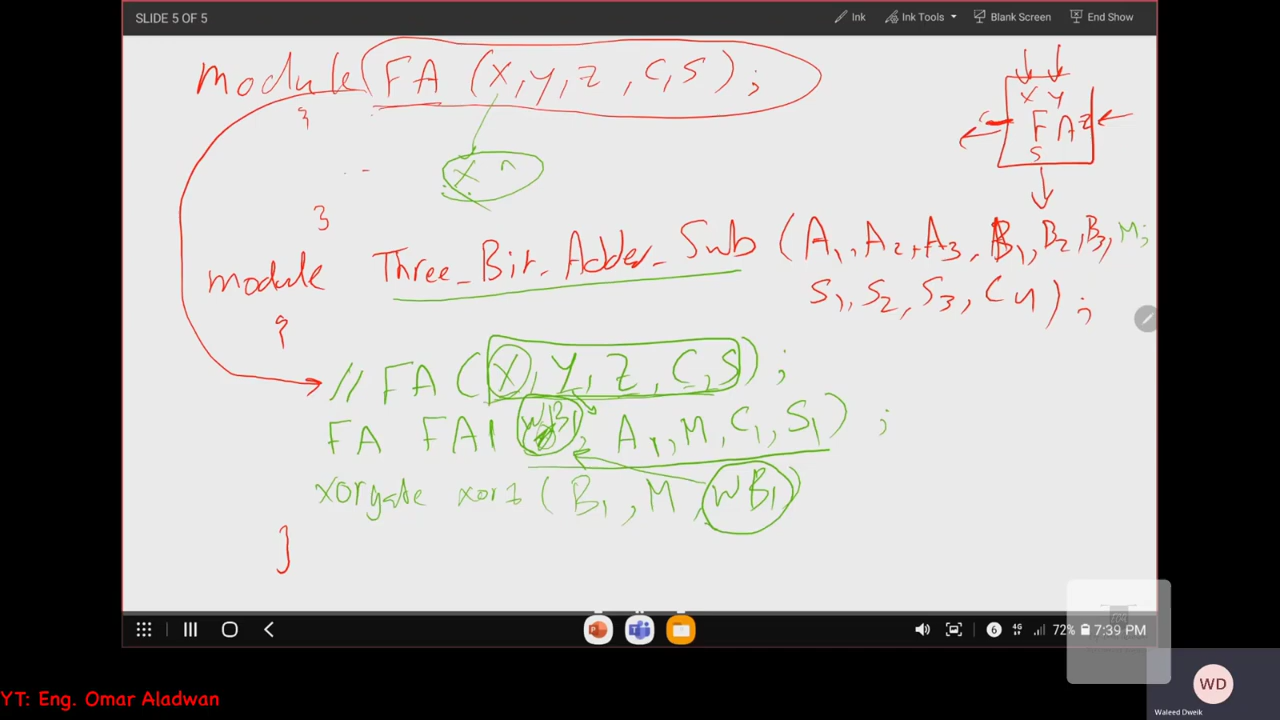 SLIDE 5 OF 5
Ink
Ink Tools
Blank Screen
End Show
module FA (X, Y, Z, C, S);
{
X Y
C FA Z
S
X ^
}
module Three_Bit_Adder_Sub (A1, A2, A3, B1, B2, B3, M;
S1, S2, S3, C4);
{
// FA (X, Y, Z, C, S);
FA FA1 WB1, A1, M, C1, S1);
xorgate xor1 (B1, M, WB1)
}
6
4G
72%
7:39 PM
YT: Eng. Omar Aladwan
WD
Waleed Dweik